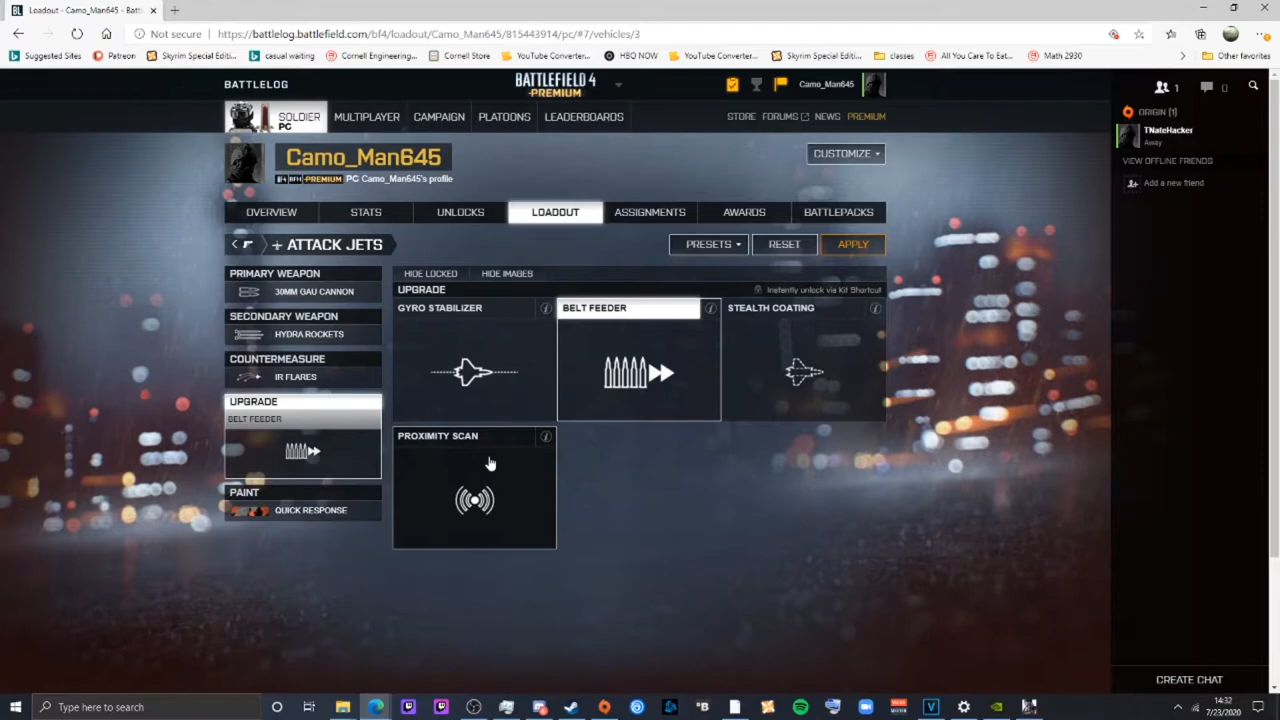 Loadout - Camo_Man645 - Batt
Not secure
https://battlelog.battlefield.com/bf4/loadout/Camo_Man645/815443914/pc/#7/vehicles/3
Suggested Sites
Patreon
Skyrim Special Editi...
casual waiting
Cornell Engineering...
Cornell Store
YouTube Converter...
HBO NOW
YouTube Converter...
Skyrim Special Editi...
classes
All You Care To Eat...
Math 2930
Other favorites
BATTLELOG
BATTLEFIELD 4
PREMIUM
Camo_Man645
1
0
SOLDIER
PC
MULTIPLAYER
CAMPAIGN
PLATOONS
LEADERBOARDS
STORE
FORUMS
NEWS
PREMIUM
ORIGIN [1]
TNateHacker
Away
VIEW OFFLINE FRIENDS
Add a new friend
Camo_Man645
PREMIUM PC Camo_Man645's profile
CUSTOMIZE
OVERVIEW
STATS
UNLOCKS
LOADOUT
ASSIGNMENTS
AWARDS
BATTLEPACKS
+ ATTACK JETS
PRESETS
RESET
APPLY
PRIMARY WEAPON
30MM GAU CANNON
SECONDARY WEAPON
HYDRA ROCKETS
COUNTERMEASURE
IR FLARES
UPGRADE
BELT FEEDER
PAINT
QUICK RESPONSE
HIDE LOCKED
HIDE IMAGES
UPGRADE
Instantly unlock via Kit Shortcut
GYRO STABILIZER
BELT FEEDER
STEALTH COATING
PROXIMITY SCAN
CREATE CHAT
Type here to search
14:32
7/23/2020